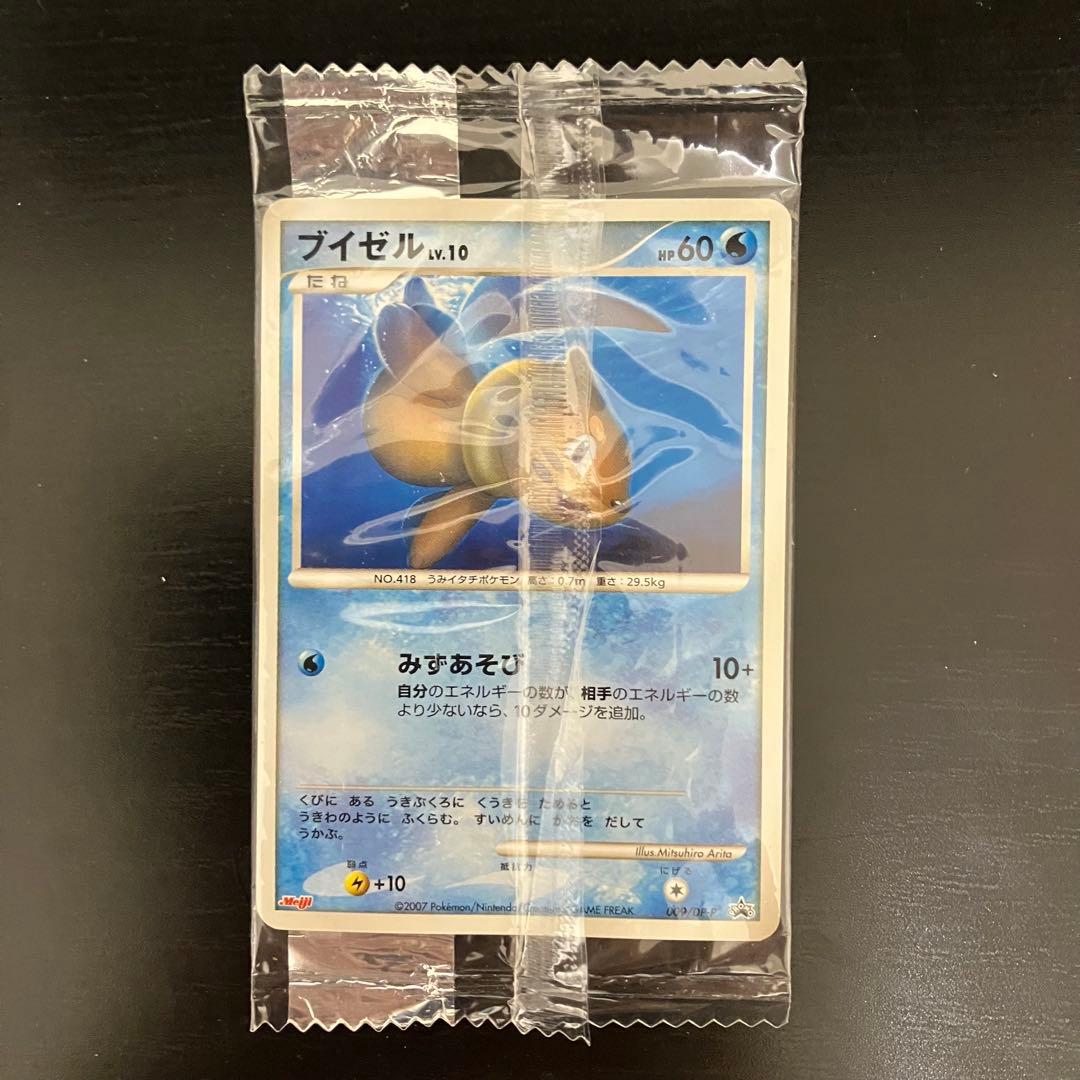 ブイゼル LV.10 HP60
たね
NO.418 うみイタチポケモン 高さ：0.7m 重さ：29.5kg
みずあそび 10+
自分のエネルギーの数が、相手のエネルギーの数
より少ないなら、10ダメージを追加。
くびに ある うきぶくろに くうきを ためると
うきわのように ふくらむ。 すいめんに かおを だして
うかぶ。
Illus. Mitsuhiro Arita
弱点 抵抗力 にげる
+10
Meiji ©2007 Pokémon/Nintendo/Creatures/GAME FREAK 009/DP-P